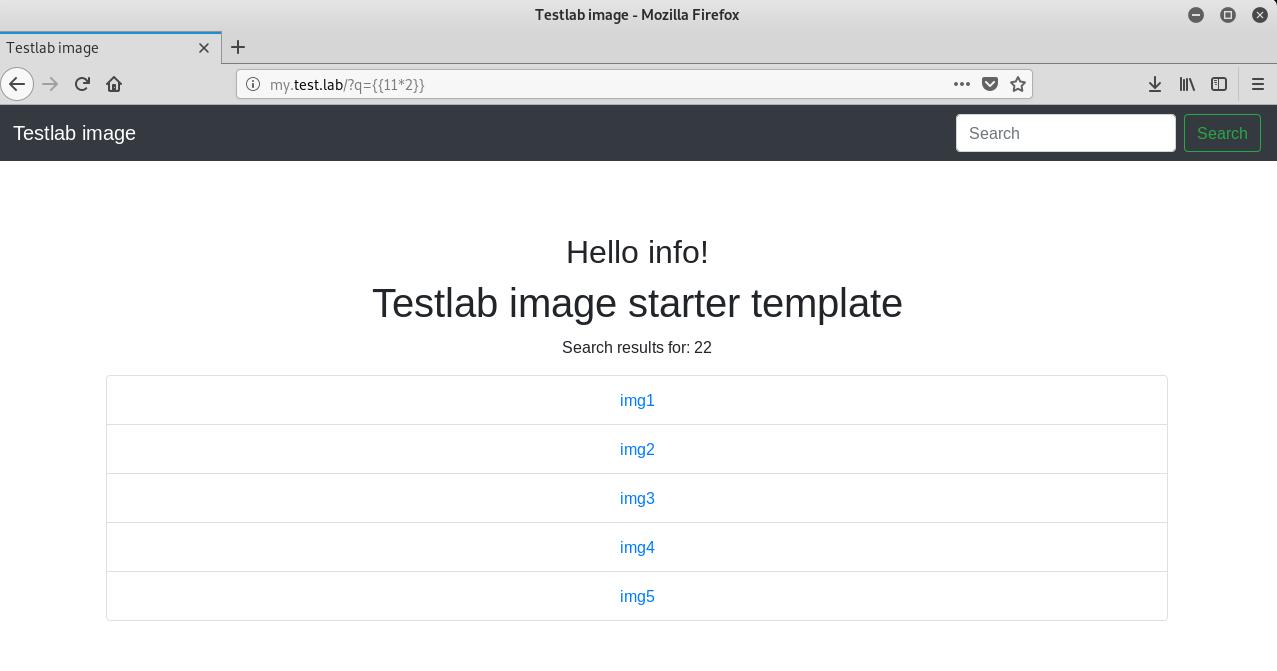 Testlab image - Mozilla Firefox
Testlab image
my.test.lab/?q={{11*2}}
Testlab image
Search
Search
Hello info!
Testlab image starter template
Search results for: 22
img1
img2
img3
img4
img5